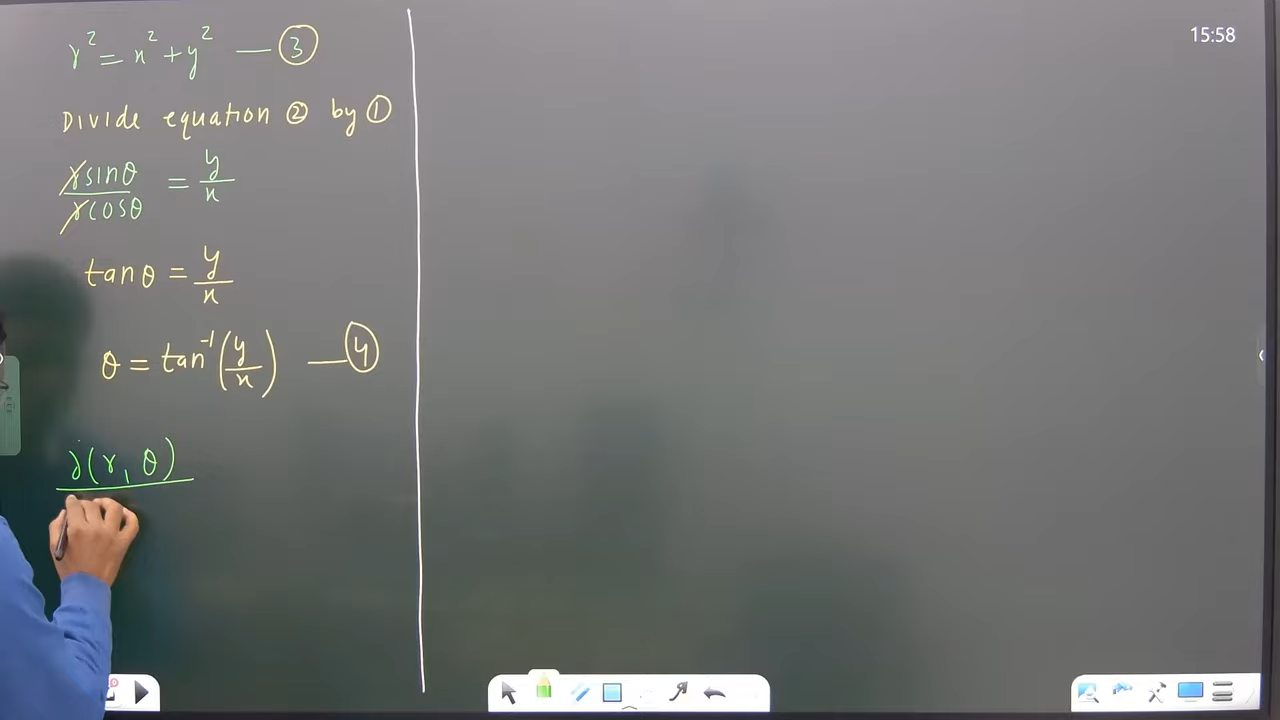 r² = x² + y² — ③
Divide equation ② by ①
r sinθ / r cosθ = y/x
tanθ = y/x
θ = tan⁻¹(y/x) — ④
j(r, θ)
15:58